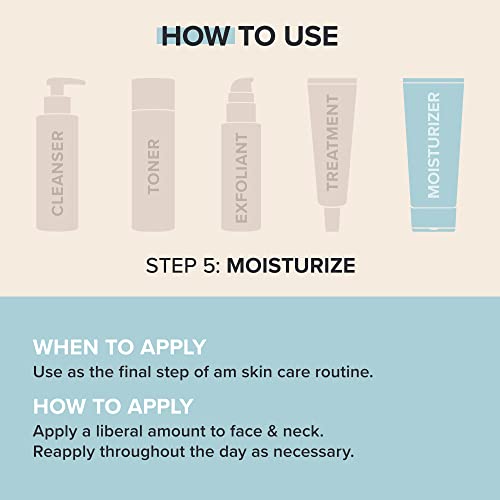 HOW TO USE
CLEANSER
TONER
EXFOLIANT
TREATMENT
MOISTURIZER
STEP 5: MOISTURIZE
WHEN TO APPLY
Use as the final step of am skin care routine.
HOW TO APPLY
Apply a liberal amount to face & neck.
Reapply throughout the day as necessary.